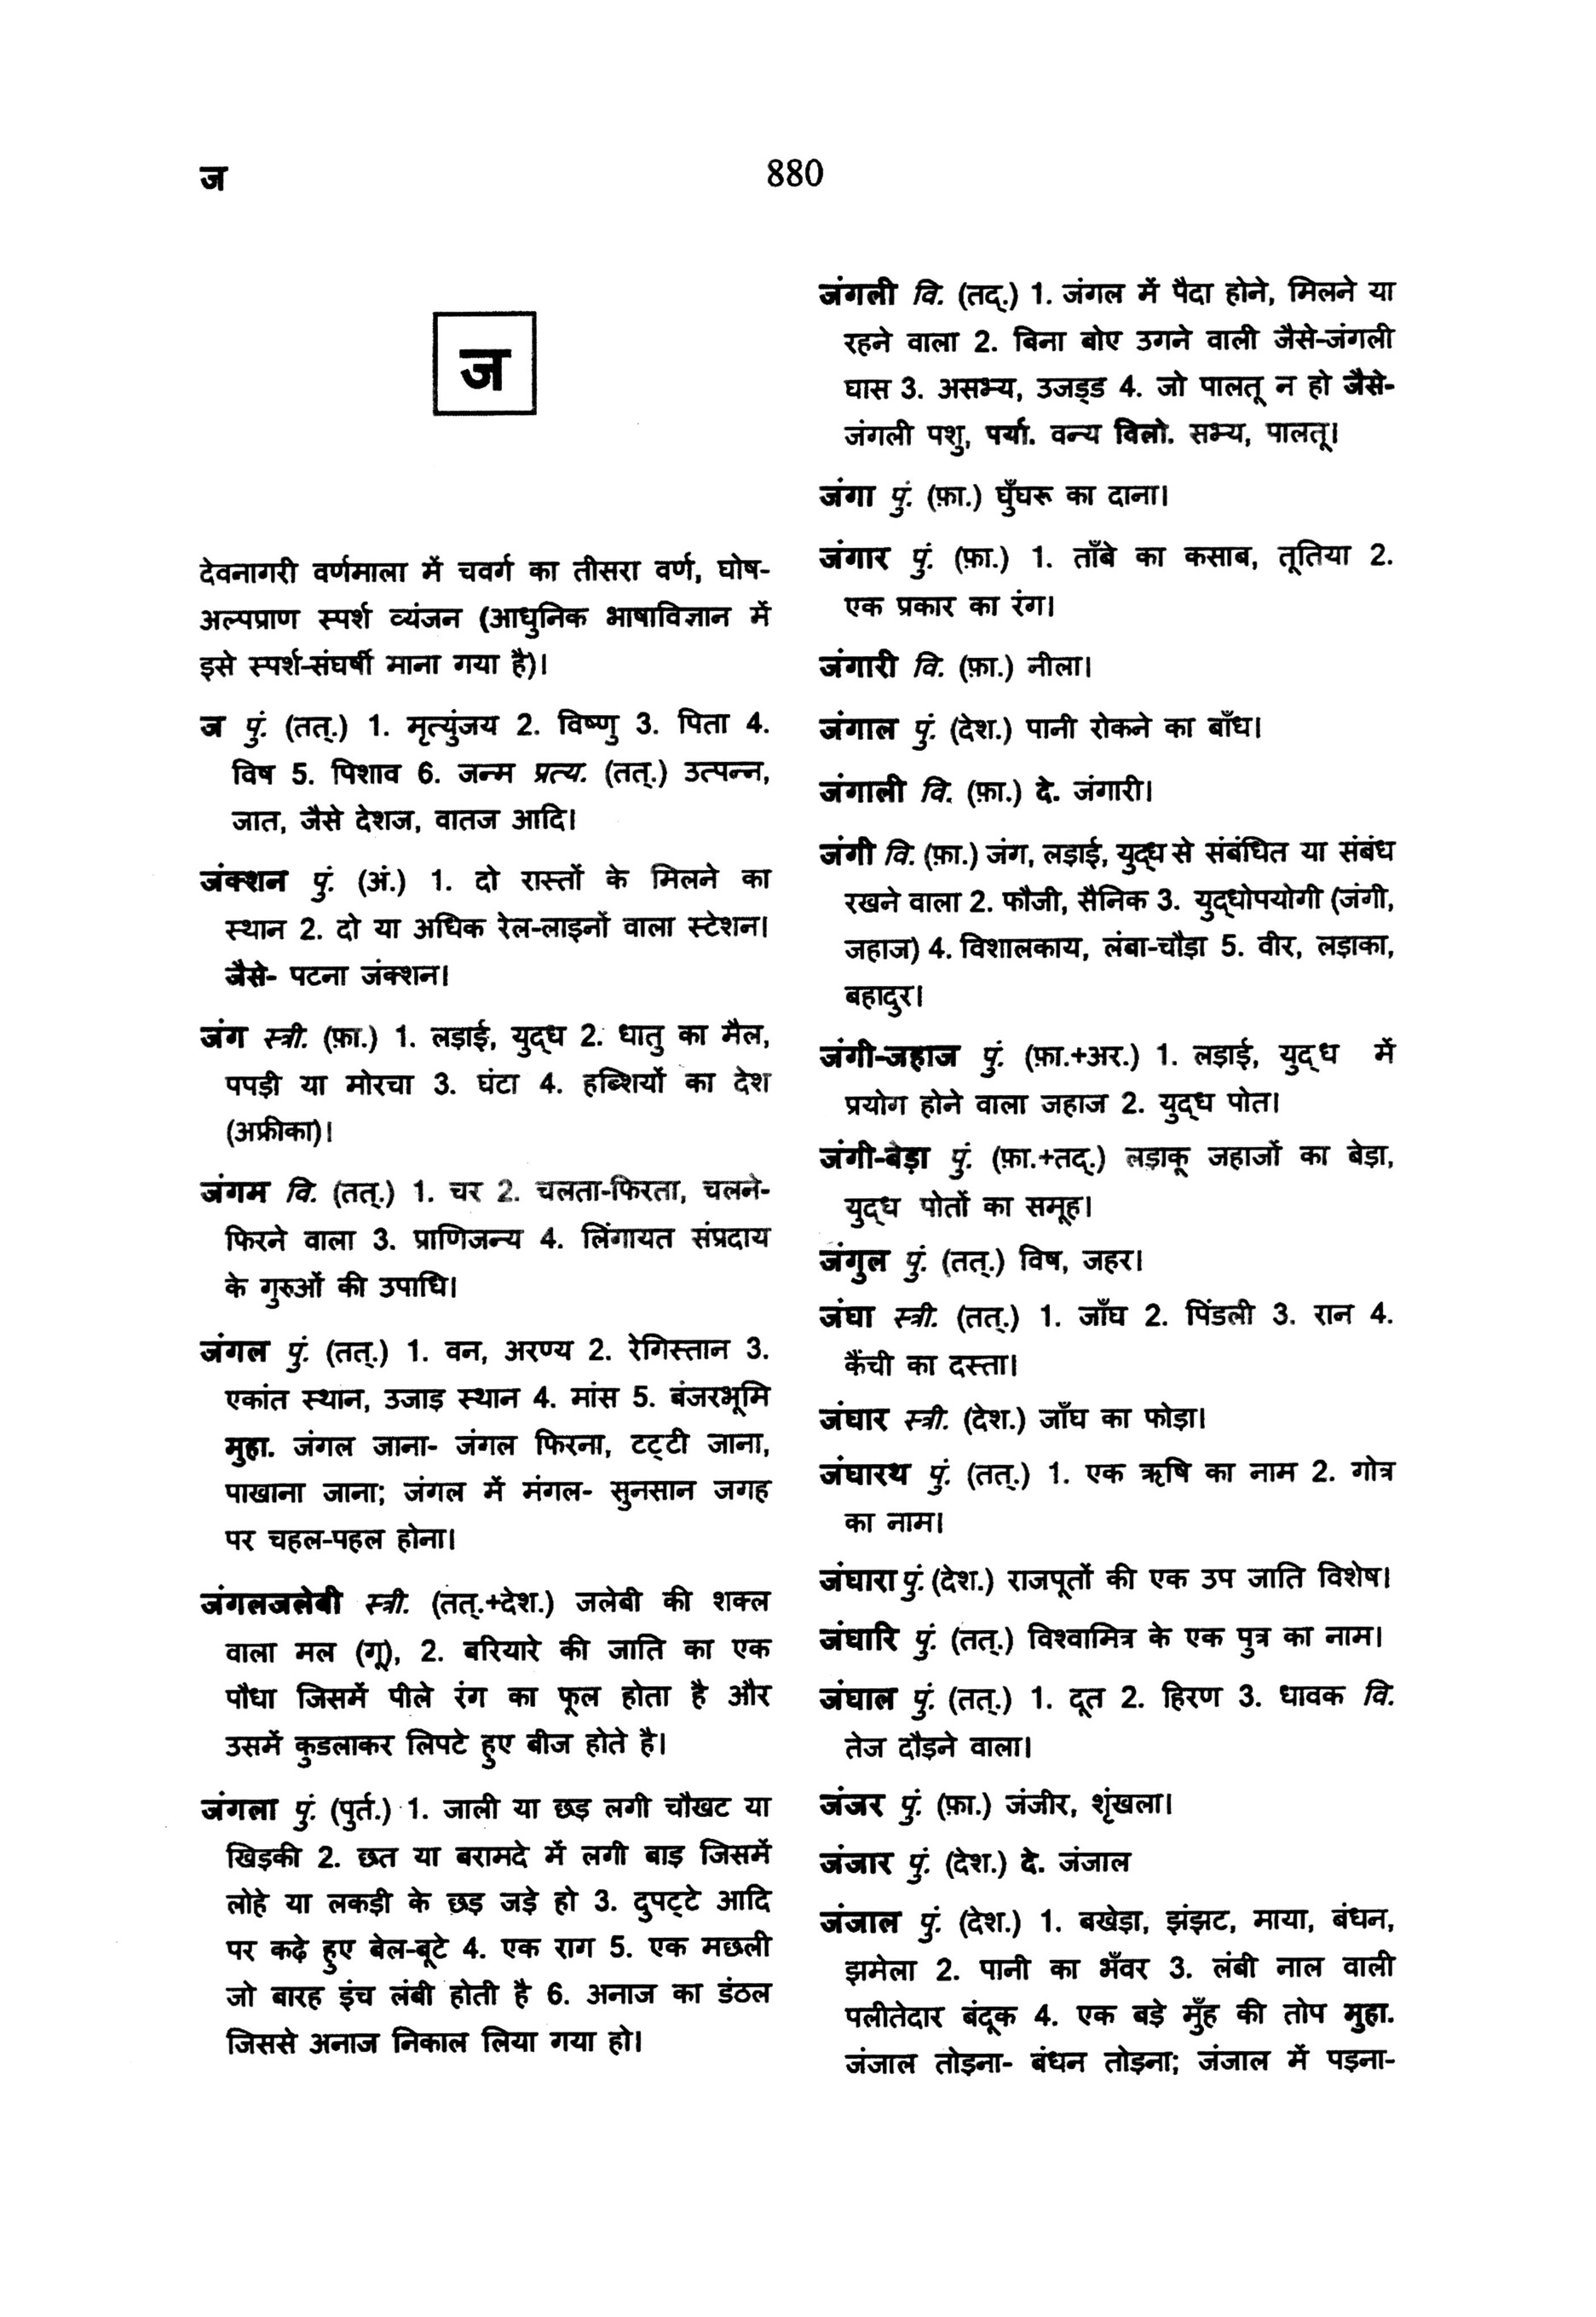 ज
880
ज
देवनागरी वर्णमाला में चवर्ग का तीसरा वर्ण, घोष-
अल्पप्राण स्पर्श व्यंजन (आधुनिक भाषाविज्ञान में
इसे स्पर्श-संघर्षी माना गया है)।
ज पुं. (तत्.) 1. मृत्युंजय 2. विष्णु 3. पिता 4.
विष 5. पिशाव 6. जन्म प्रत्य. (तत्.) उत्पन्न,
जात, जैसे देशज, वातज आदि।
जंक्शन पुं. (अं.) 1. दो रास्तों के मिलने का
स्थान 2. दो या अधिक रेल-लाइनों वाला स्टेशन।
जैसे- पटना जंक्शन।
जंग स्त्री. (फ़ा.) 1. लड़ाई, युद्ध 2. धातु का मैल,
पपड़ी या मोरचा 3. घंटा 4. हब्शियों का देश
(अफ्रीका)।
जंगम वि. (तत्.) 1. चर 2. चलता-फिरता, चलने-
फिरने वाला 3. प्राणिजन्य 4. लिंगायत संप्रदाय
के गुरुओं की उपाधि।
जंगल पुं. (तत्.) 1. वन, अरण्य 2. रेगिस्तान 3.
एकांत स्थान, उजाड़ स्थान 4. मांस 5. बंजरभूमि
मुहा. जंगल जाना- जंगल फिरना, टट्टी जाना,
पाखाना जाना; जंगल में मंगल- सुनसान जगह
पर चहल-पहल होना।
जंगलजलेबी स्त्री. (तत्.+देश.) जलेबी की शक्ल
वाला मल (गू), 2. बरियारे की जाति का एक
पौधा जिसमें पीले रंग का फूल होता है और
उसमें कुडलाकर लिपटे हुए बीज होते है।
जंगला पुं. (पुर्त.) 1. जाली या छड़ लगी चौखट या
खिड़की 2. छत या बरामदे में लगी बाड़ जिसमें
लोहे या लकड़ी के छड़ जड़े हो 3. दुपट्टे आदि
पर कढ़े हुए बेल-बूटे 4. एक राग 5. एक मछली
जो बारह इंच लंबी होती है 6. अनाज का डंठल
जिससे अनाज निकाल लिया गया हो।
जंगली वि. (तद्.) 1. जंगल में पैदा होने, मिलने या
रहने वाला 2. बिना बोए उगने वाली जैसे-जंगली
घास 3. असभ्य, उजड्ड 4. जो पालतू न हो जैसे-
जंगली पशु, पर्या. वन्य विलो. सभ्य, पालतू।
जंगा पुं. (फ़ा.) घुँघरू का दाना।
जंगार पुं. (फ़ा.) 1. ताँबे का कसाब, तूतिया 2.
एक प्रकार का रंग।
जंगारी वि. (फ़ा.) नीला।
जंगाल पुं. (देश.) पानी रोकने का बाँध।
जंगाली वि. (फ़ा.) दे. जंगारी।
जंगी वि. (फ़ा.) जंग, लड़ाई, युद्ध से संबंधित या संबंध
रखने वाला 2. फौजी, सैनिक 3. युद्धोपयोगी (जंगी,
जहाज) 4. विशालकाय, लंबा-चौड़ा 5. वीर, लड़ाका,
बहादुर।
जंगी-जहाज पुं. (फ़ा.+अर.) 1. लड़ाई, युद्ध में
प्रयोग होने वाला जहाज 2. युद्ध पोत।
जंगी-बेड़ा पुं. (फ़ा.+तद्.) लड़ाकू जहाजों का बेड़ा,
युद्ध पोतों का समूह।
जंगुल पुं. (तत्.) विष, जहर।
जंघा स्त्री. (तत्.) 1. जाँघ 2. पिंडली 3. रान 4.
कैंची का दस्ता।
जंघार स्त्री. (देश.) जाँघ का फोड़ा।
जंघारथ पुं. (तत्.) 1. एक ऋषि का नाम 2. गोत्र
का नाम।
जंघारा पुं. (देश.) राजपूतों की एक उप जाति विशेष।
जंघारि पुं. (तत्.) विश्वामित्र के एक पुत्र का नाम।
जंघाल पुं. (तत्.) 1. दूत 2. हिरण 3. धावक वि.
तेज दौड़ने वाला।
जंजर पुं. (फ़ा.) जंजीर, शृंखला।
जंजार पुं. (देश.) दे. जंजाल
जंजाल पुं. (देश.) 1. बखेड़ा, झंझट, माया, बंधन,
झमेला 2. पानी का भँवर 3. लंबी नाल वाली
पलीतेदार बंदूक 4. एक बड़े मुँह की तोप मुहा.
जंजाल तोड़ना- बंधन तोड़ना; जंजाल में पड़ना-